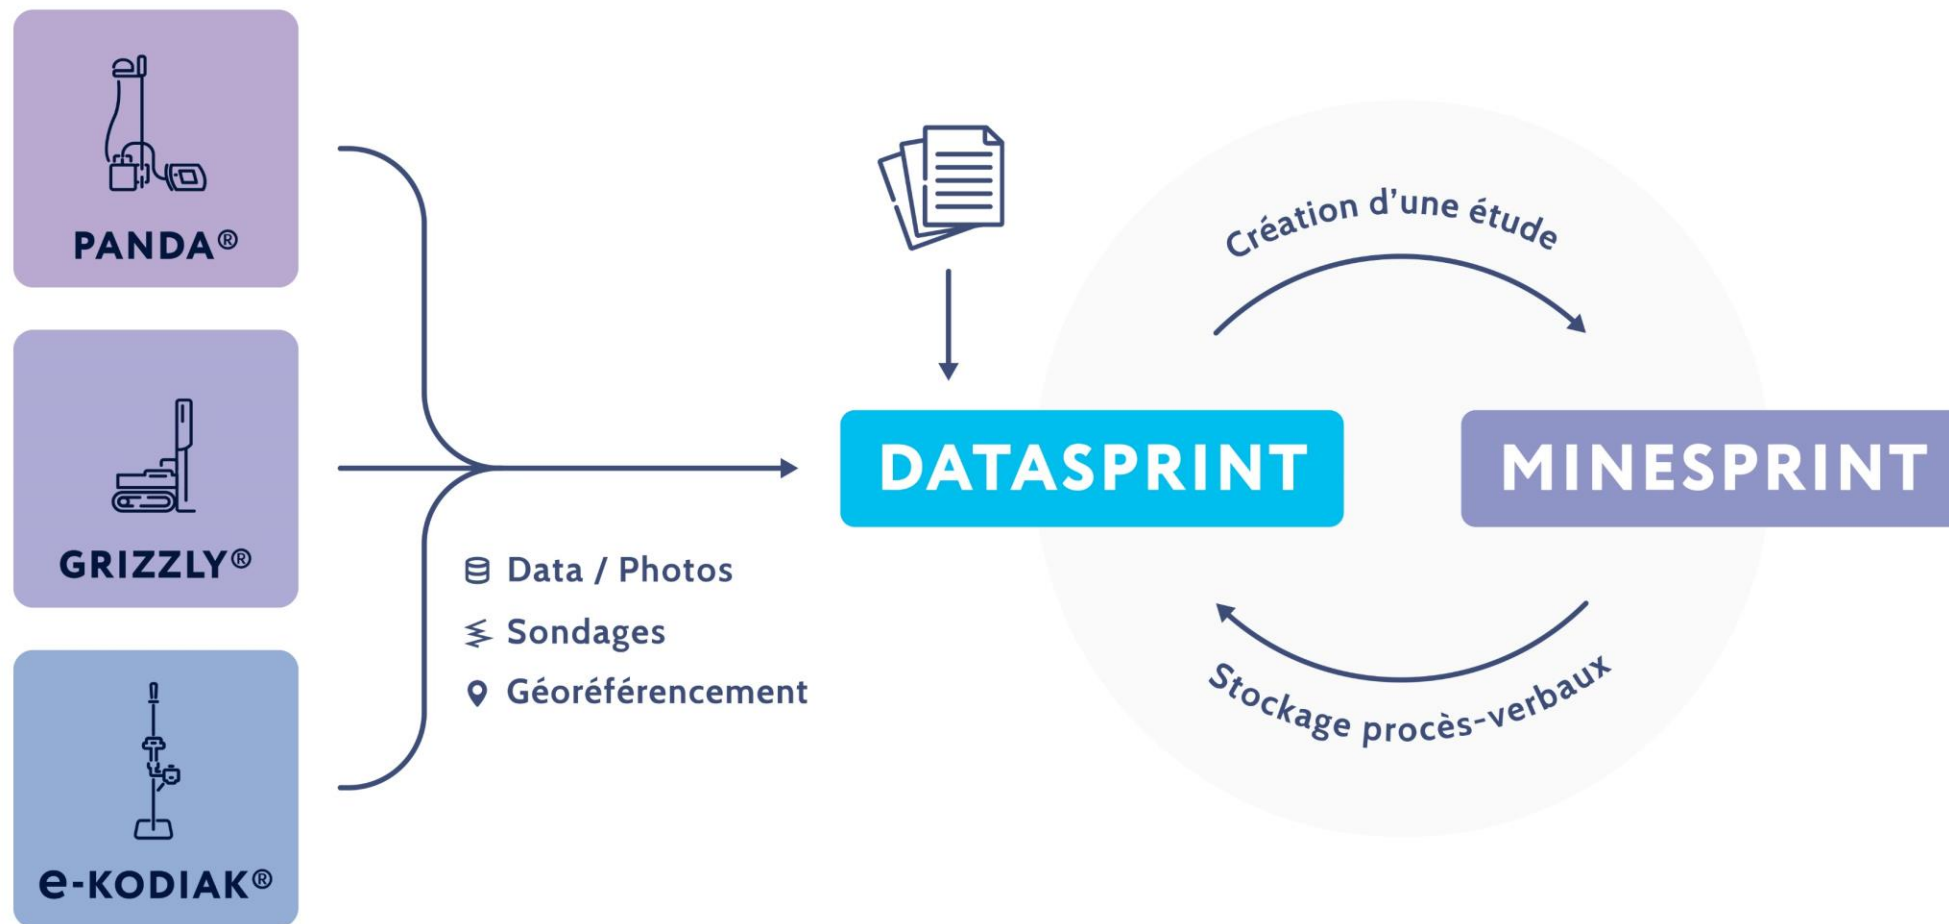 PANDA®
GRIZZLY®
e-KODIAK®
Data / Photos
Sondages
Géoréférencement
DATASPRINT
Création d'une étude
MINESPRINT
Stockage procès-verbaux